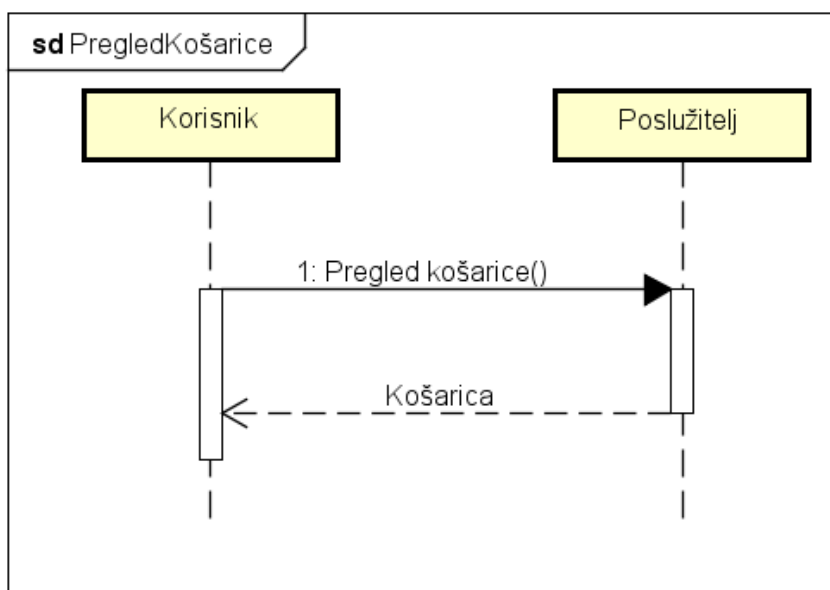 sd PregledKošarice
Korisnik
Poslužitelj
1: Pregled košarice()
Košarica